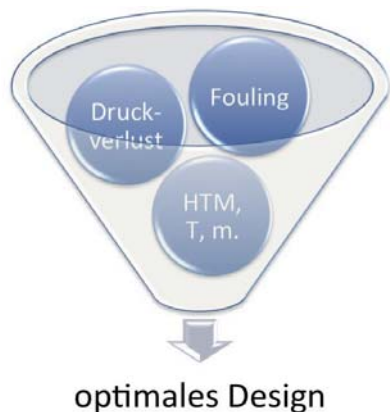 Druck-
verlust
Fouling
HTM,
T, m.
optimales Design